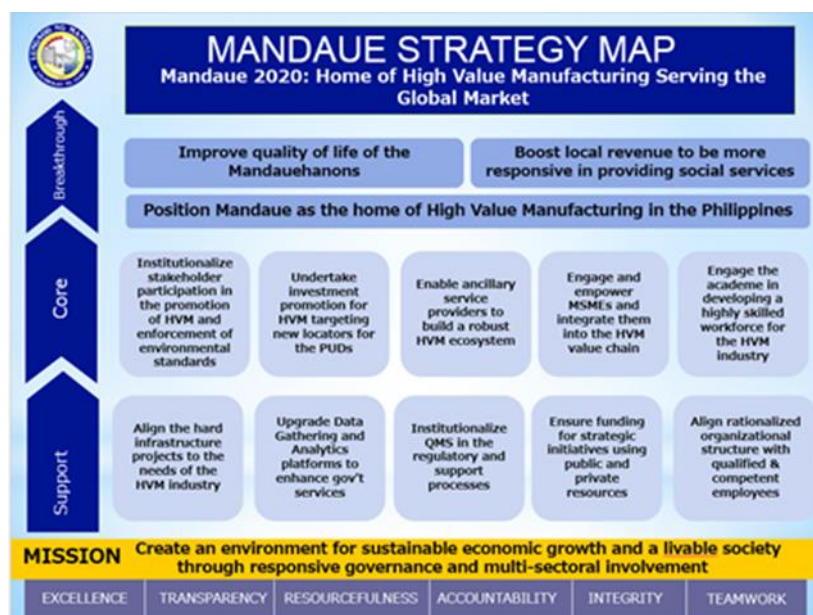 MANDAUE STRATEGY MAP
Mandaue 2020: Home of High Value Manufacturing Serving the
Global Market
Breakthrough
Improve quality of life of the
Mandauehanons
Boost local revenue to be more
responsive in providing social services
Position Mandaue as the home of High Value Manufacturing in the Philippines
Core
Institutionalize
stakeholder
participation in
the promotion
of HVM and
enforcement of
environmental
standards
Undertake
investment
promotion for
HVM targeting
new locators for
the PUDs
Enable ancillary
service
providers to
build a robust
HVM ecosystem
Engage and
empower
MSMEs and
integrate them
into the HVM
value chain
Engage the
academe in
developing a
highly skilled
workforce for
the HVM
industry
Support
Align the hard
infrastructure
projects to the
needs of the
HVM industry
Upgrade Data
Gathering and
Analytics
platforms to
enhance gov't
services
Institutionalize
QMS in the
regulatory and
support
processes
Ensure funding
for strategic
initiatives using
public and
private
resources
Align rationalized
organizational
structure with
qualified &
competent
employees
MISSION
Create an environment for sustainable economic growth and a livable society
through responsive governance and multi-sectoral involvement
EXCELLENCE
TRANSPARENCY
RESOURCEFULNESS
ACCOUNTABILITY
INTEGRITY
TEAMWORK